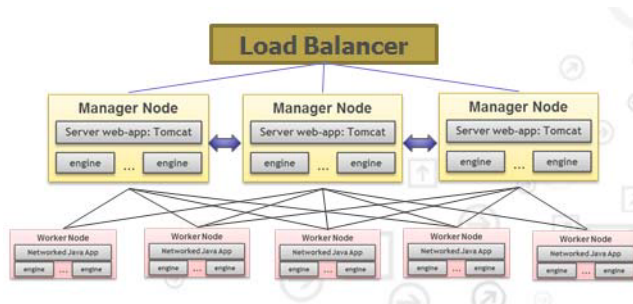 Load Balancer
Manager Node
Server web-app: Tomcat
engine ... engine
Manager Node
Server web-app: Tomcat
engine ... engine
Manager Node
Server web-app: Tomcat
engine ... engine
Worker Node
Networked Java App
engine ... engine
Worker Node
Networked Java App
engine ... engine
Worker Node
Networked Java App
engine ... engine
Worker Node
Networked Java App
engine ... engine
Worker Node
Networked Java App
engine ... engine